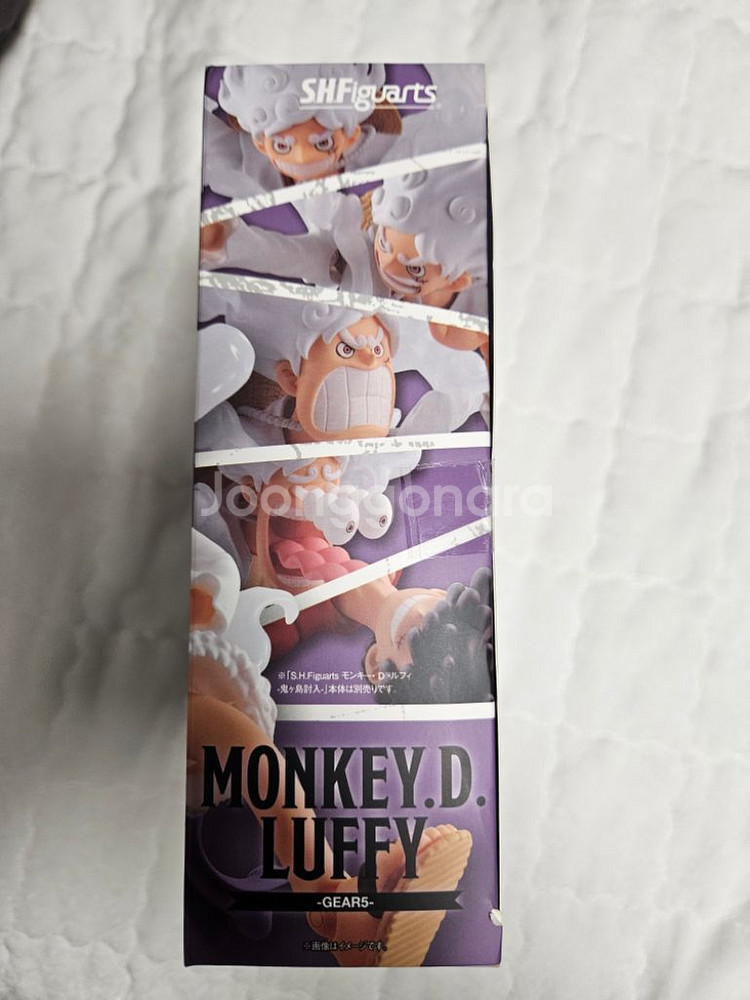 S.H.Figuarts
Joonggonara
※「S.H.Figuarts モンキー・D・ルフィ
-鬼ヶ島討入-」本体は別売りです。
MONKEY.D.
LUFFY
-GEAR5-
※画像はイメージです。